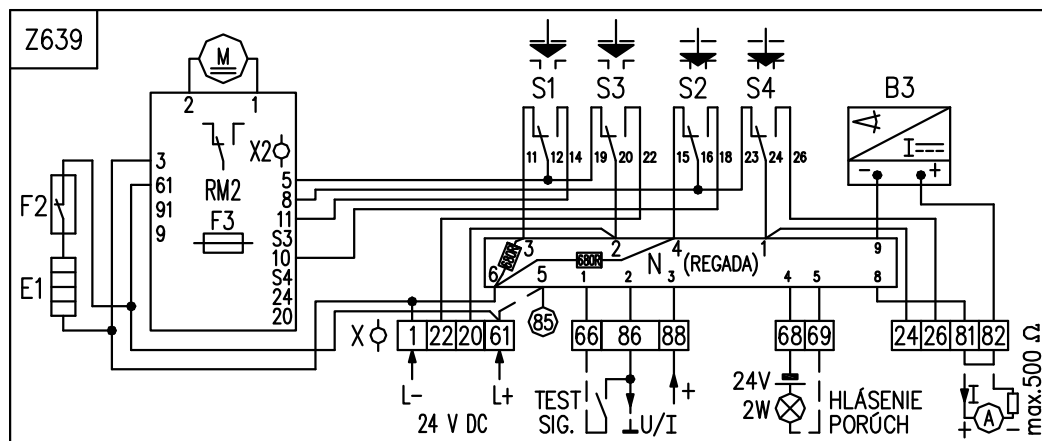 Z639
M
2 1
3
61
91
9
RM2
F3
X2
5
8
11
S3
10
S4
24
20
F2
E1
S1 S3 S2 S4
11 12 14 19 20 22 15 16 18 23 24 26
B3
I
- +
3 2 4 1 9
680R 680R
N (REGADA)
6 5 1 2 3 4 5 8
85
X
1 22 20 61
66 86 88
68 69
24 26 81 82
L- L+
24 V DC
TEST
SIG.
U/I
+
24V
2W
HLÁSENIE
PORÚCH
I
+ A -
max.500 Ω